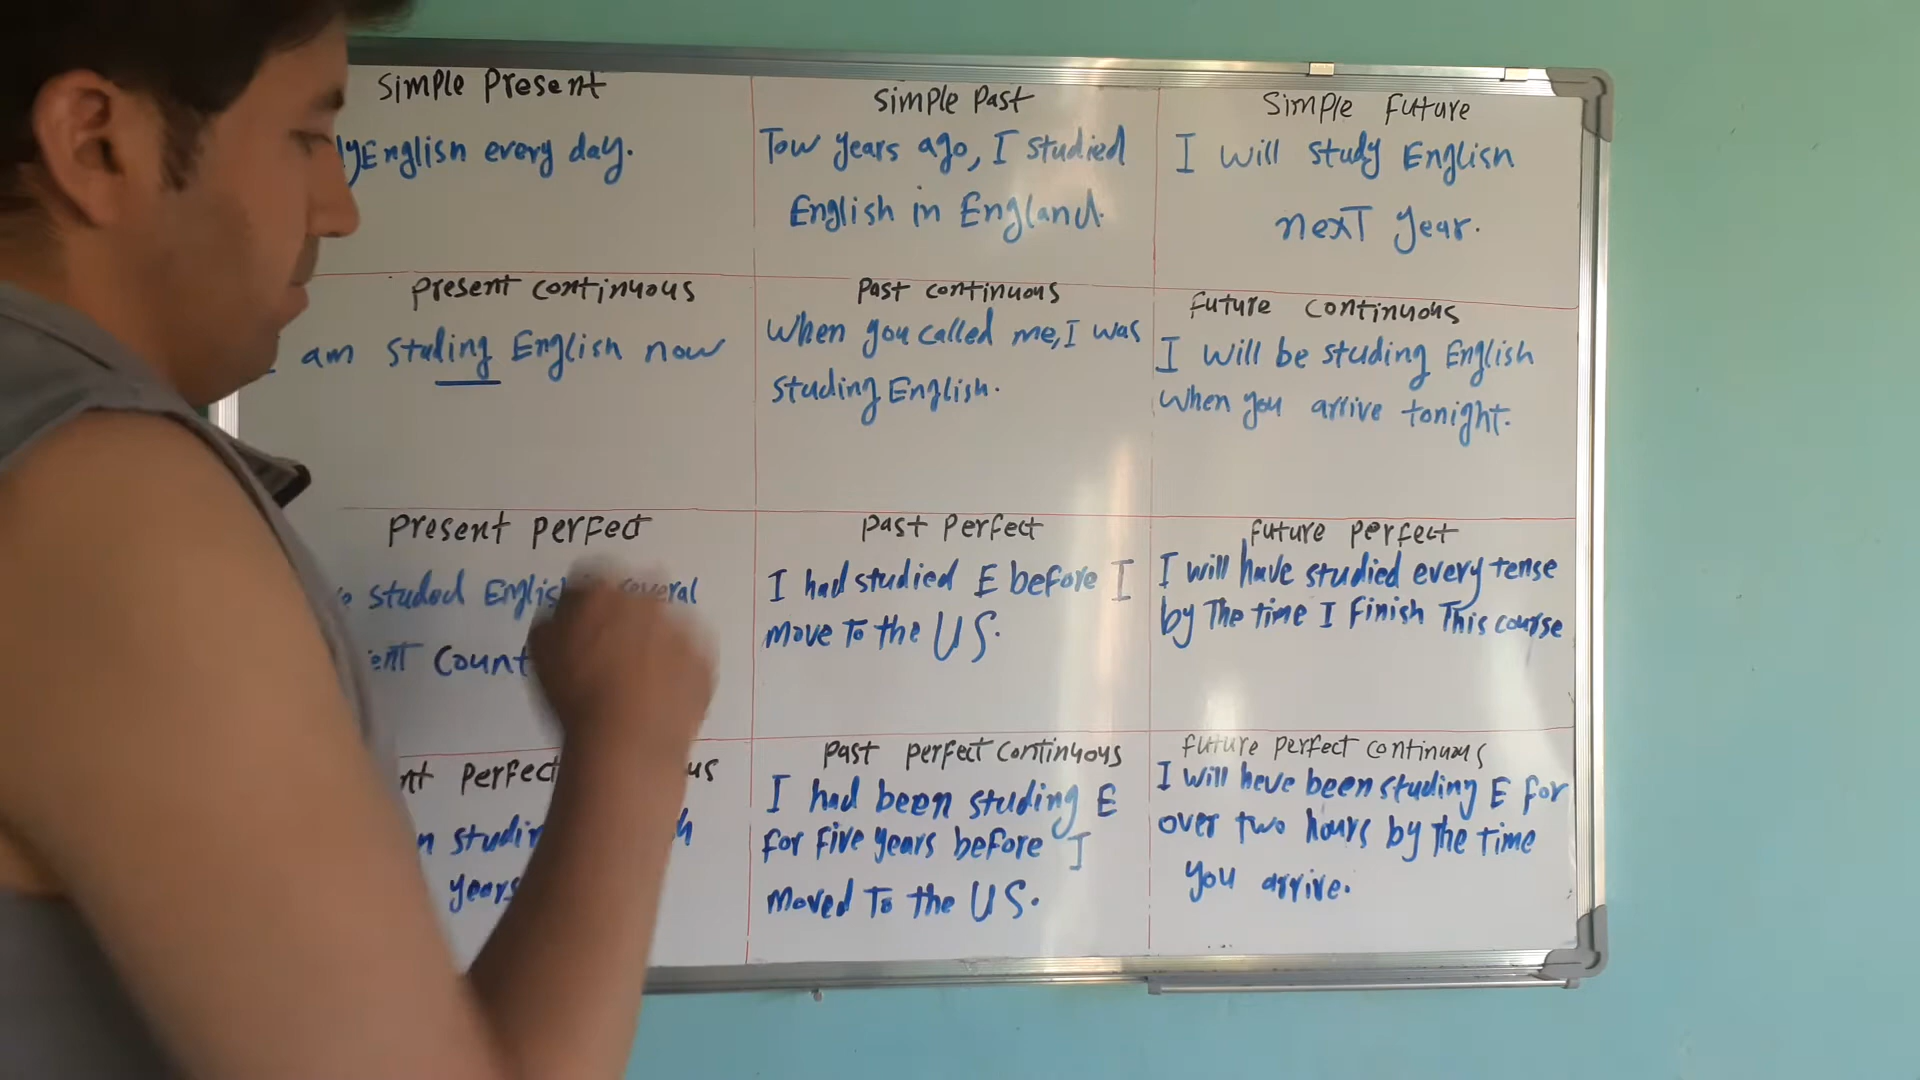 Simple Present
English every day.
Simple Past
Tow years ago, I studied
English in England.
Simple Future
I will study English
next year.
Present continuous
am studing English now
Past continuous
When you called me, I was
studing English.
Future continuous
I will be studing English
when you arrive tonight.
Present perfect
studed English several
Past perfect
I had studied E before I
move to the US.
Future perfect
I will have studied every tense
by The time I Finish This course
perfect
years
Past perfect continuous
I had been studing E
for Five years before I
moved To the US.
Future perfect continuous
I will heve been studing E for
over two hours by The time
you arrive.